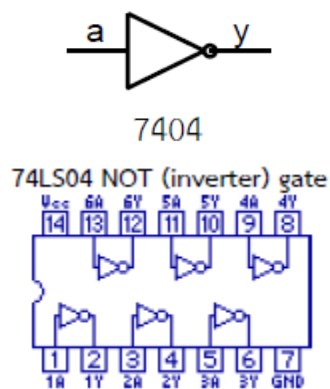 a y
7404
74LS04 NOT (inverter) gate
Vcc 6A 6Y 5A 5Y 4A 4Y
14 13 12 11 10 9 8
1 2 3 4 5 6 7
1A 1Y 2A 2Y 3A 3Y GND